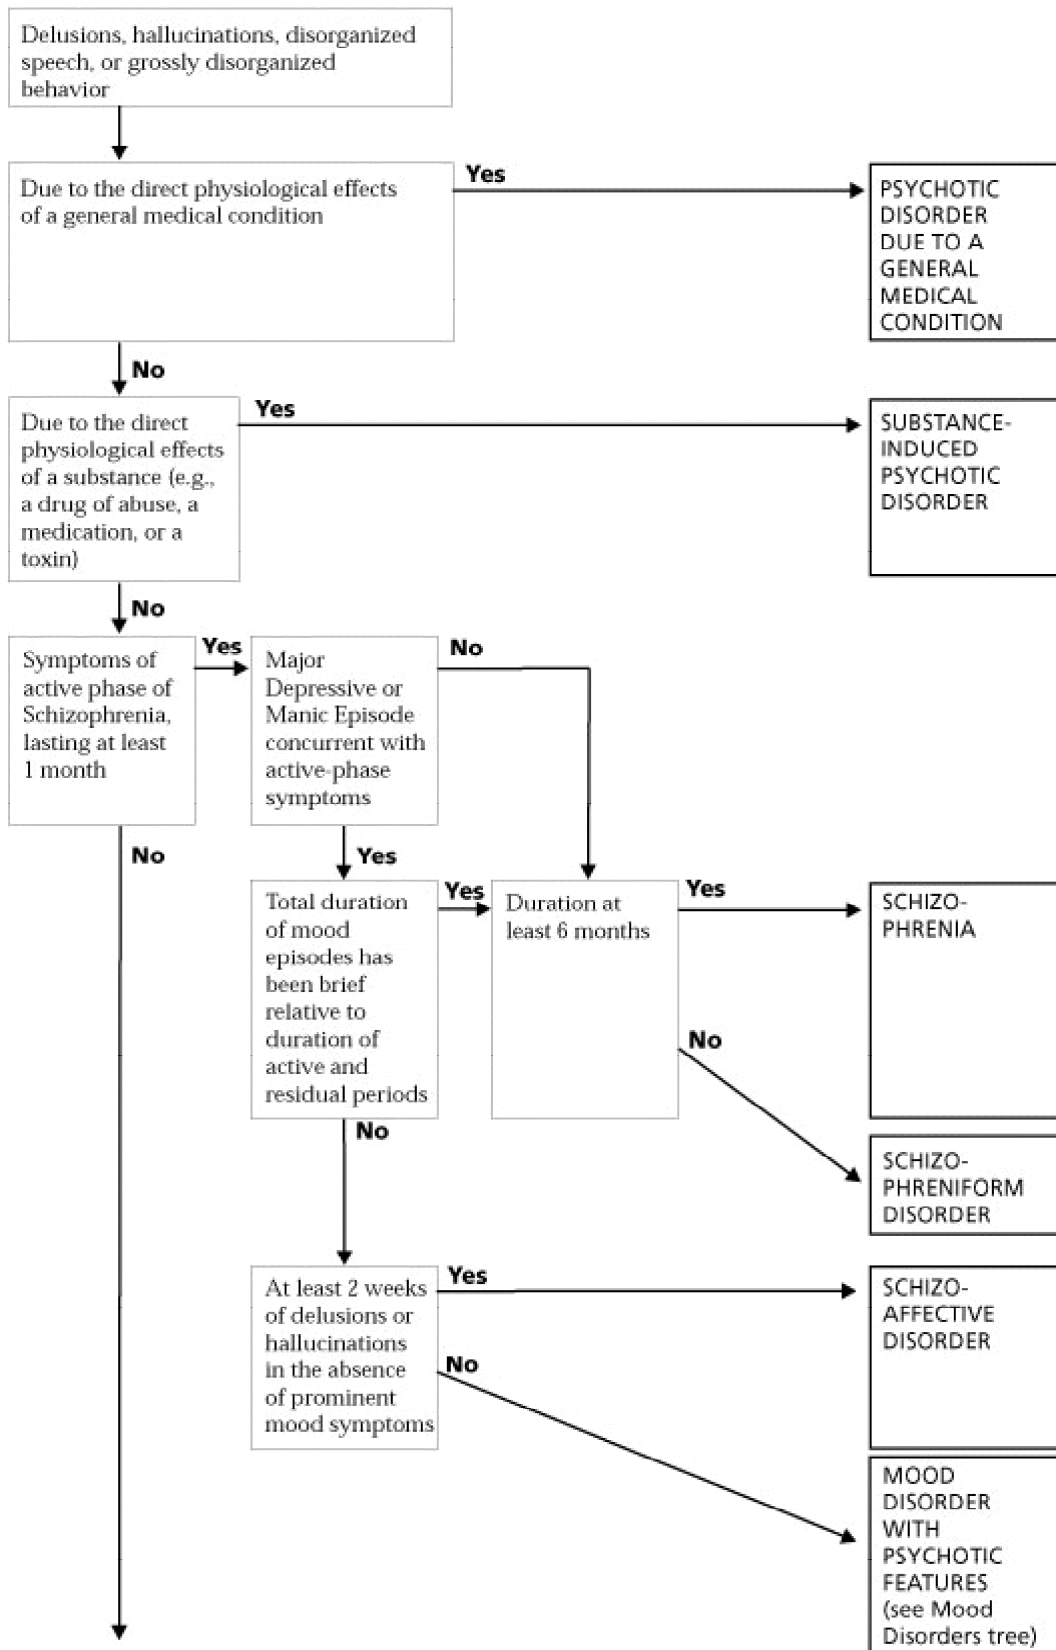 Delusions, hallucinations, disorganized
speech, or grossly disorganized
behavior
Due to the direct physiological effects
of a general medical condition
Yes
PSYCHOTIC
DISORDER
DUE TO A
GENERAL
MEDICAL
CONDITION
No
Due to the direct
physiological effects
of a substance (e.g.,
a drug of abuse, a
medication, or a
toxin)
Yes
SUBSTANCE-
INDUCED
PSYCHOTIC
DISORDER
No
Symptoms of
active phase of
Schizophrenia,
lasting at least
1 month
Yes
Major
Depressive or
Manic Episode
concurrent with
active-phase
symptoms
No
No
Yes
Total duration
of mood
episodes has
been brief
relative to
duration of
active and
residual periods
Yes
Duration at
least 6 months
Yes
SCHIZO-
PHRENIA
No
SCHIZO-
PHRENIFORM
DISORDER
No
At least 2 weeks
of delusions or
hallucinations
in the absence
of prominent
mood symptoms
Yes
SCHIZO-
AFFECTIVE
DISORDER
No
MOOD
DISORDER
WITH
PSYCHOTIC
FEATURES
(see Mood
Disorders tree)